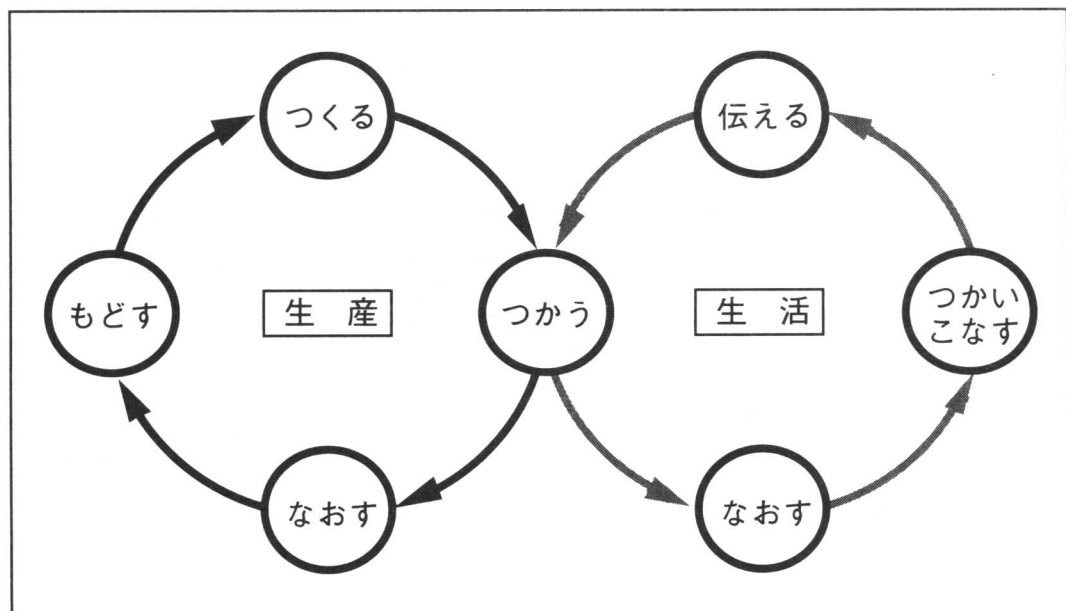 つくる
伝える
もどす
生産
つかう
生活
つかい
こなす
なおす
なおす